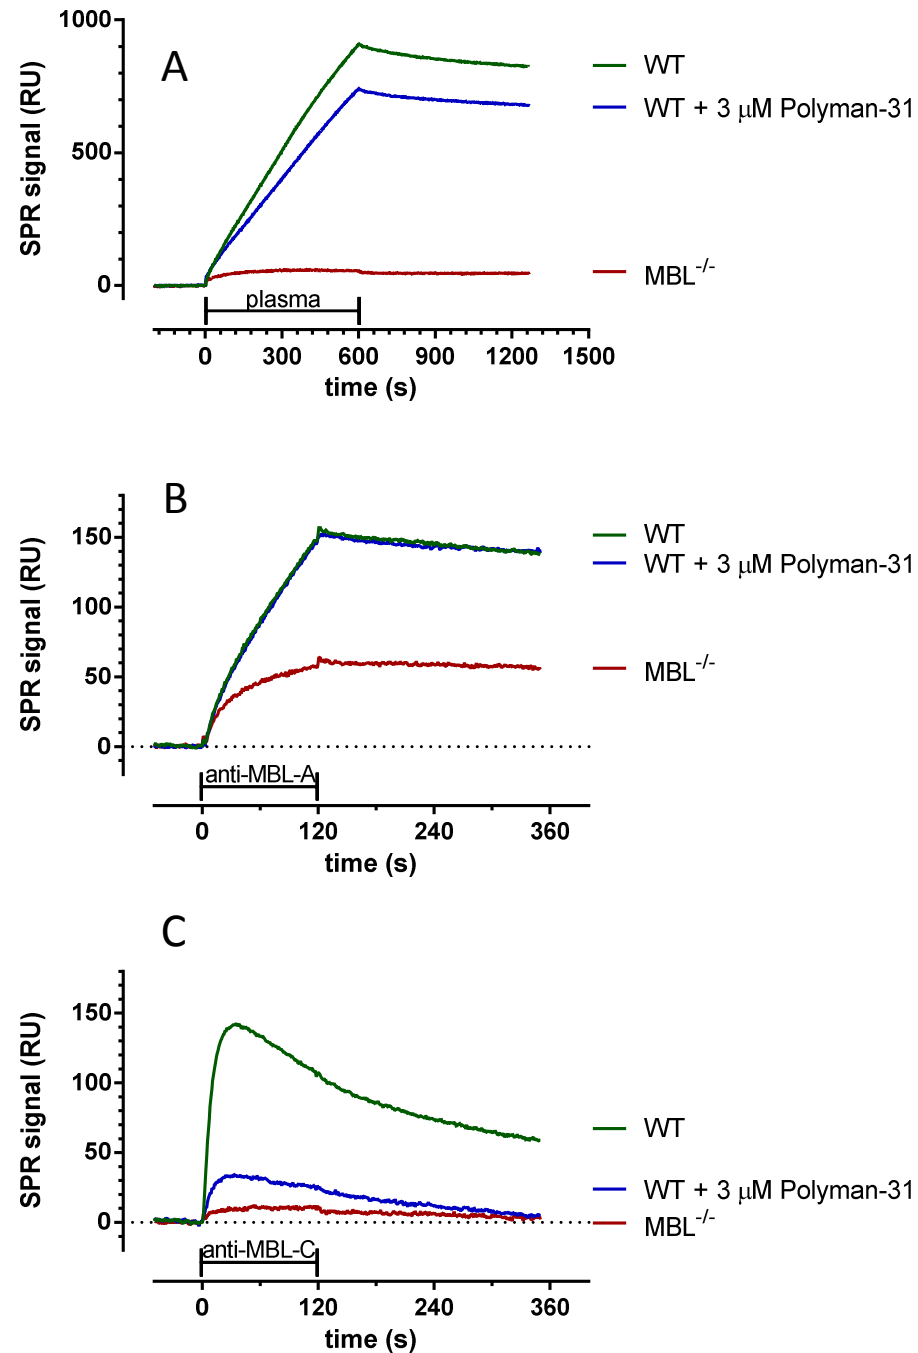 A
SPR signal (RU)
1000
500
0
plasma
0 300 600 900 1200 1500
time (s)
WT
WT + 3 μM Polyman-31
MBL-/-
B
SPR signal (RU)
150
100
50
0
anti-MBL-A
0 120 240 360
time (s)
WT
WT + 3 μM Polyman-31
MBL-/-
C
SPR signal (RU)
150
100
50
0
anti-MBL-C
0 120 240 360
time (s)
WT
WT + 3 μM Polyman-31
MBL-/-